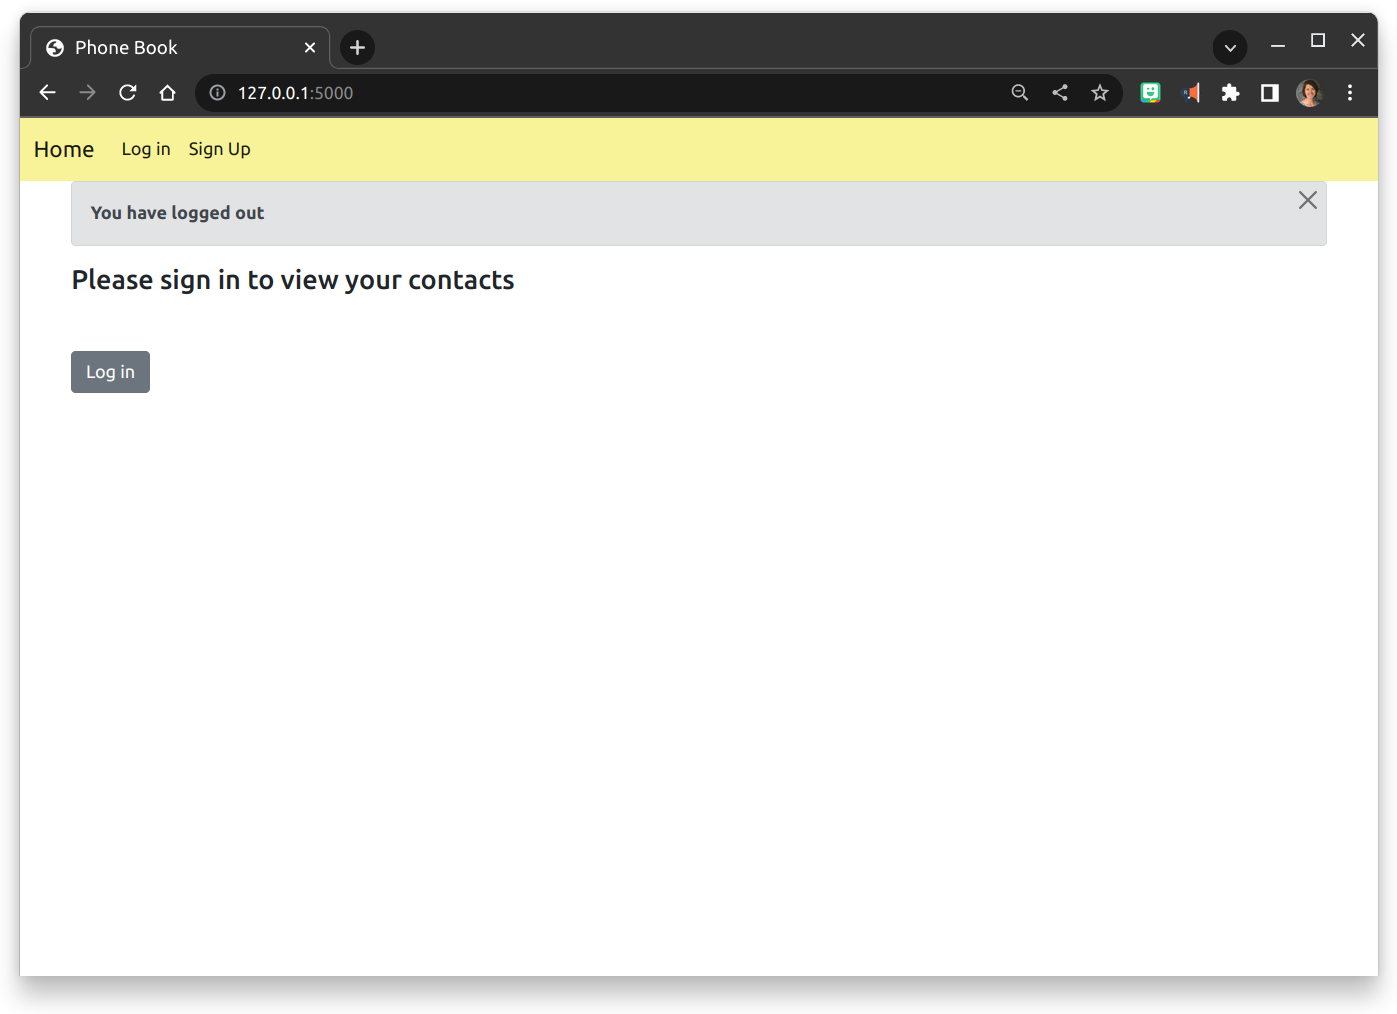 Phone Book
127.0.0.1:5000
Home Log in Sign Up
You have logged out
Please sign in to view your contacts
Log in